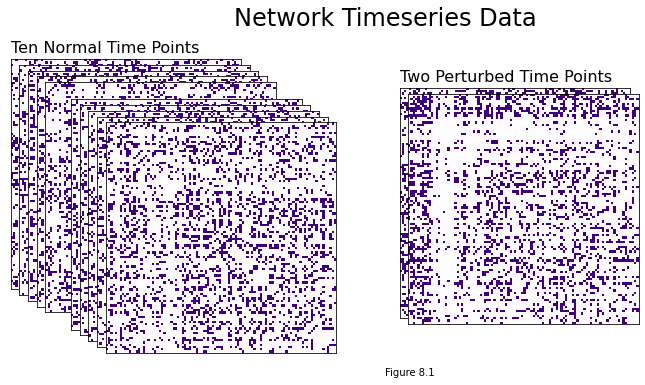 Network Timeseries Data
Ten Normal Time Points
Two Perturbed Time Points
Figure 8.1